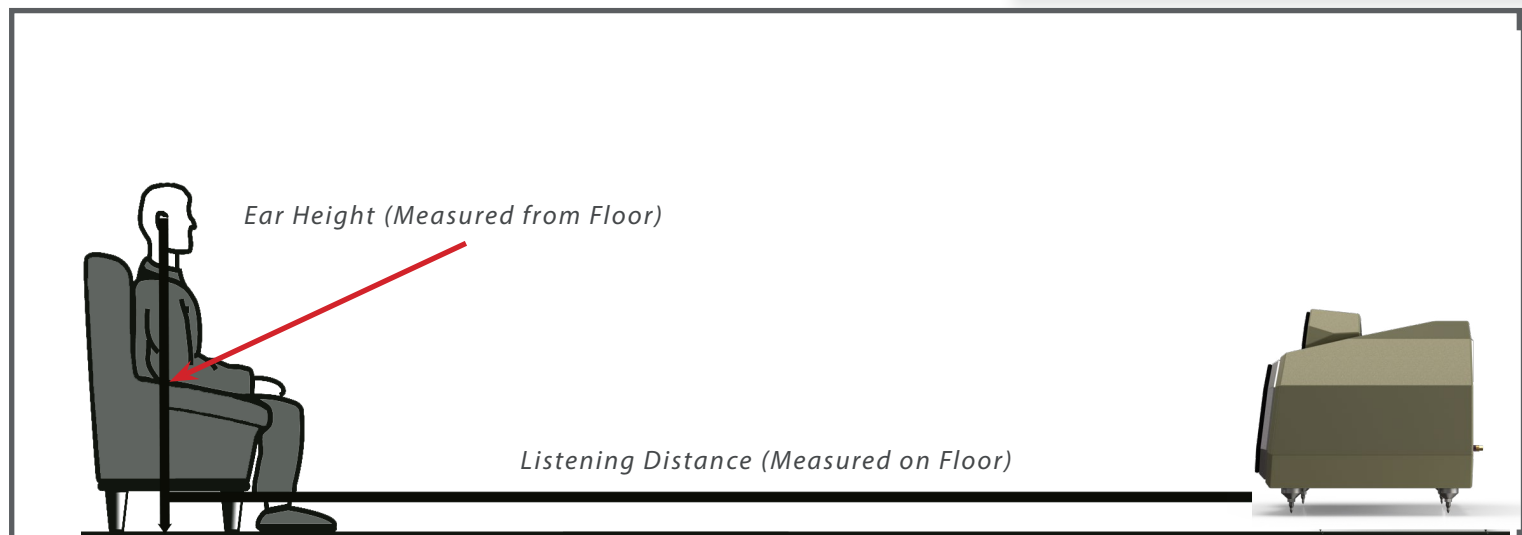 Ear Height (Measured from Floor)
Listening Distance (Measured on Floor)